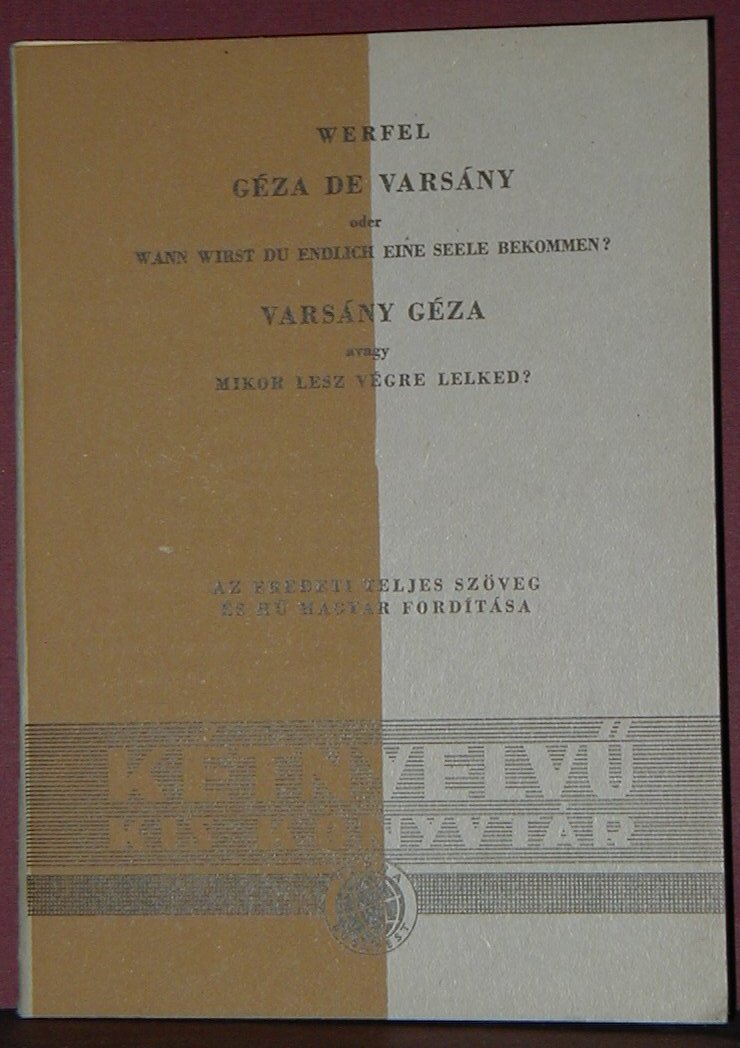 WERFEL
GÉZA DE VARSÁNY
oder
WANN WIRST DU ENDLICH EINE SEELE BEKOMMEN?
VARSÁNY GÉZA
avagy
MIKOR LESZ VÉGRE LELKED?
AZ EREDETI TELJES SZÖVEG
ÉS HŰ MAGYAR FORDÍTÁSA
KÉTNYELVŰ
KIS KÖNYVTÁR